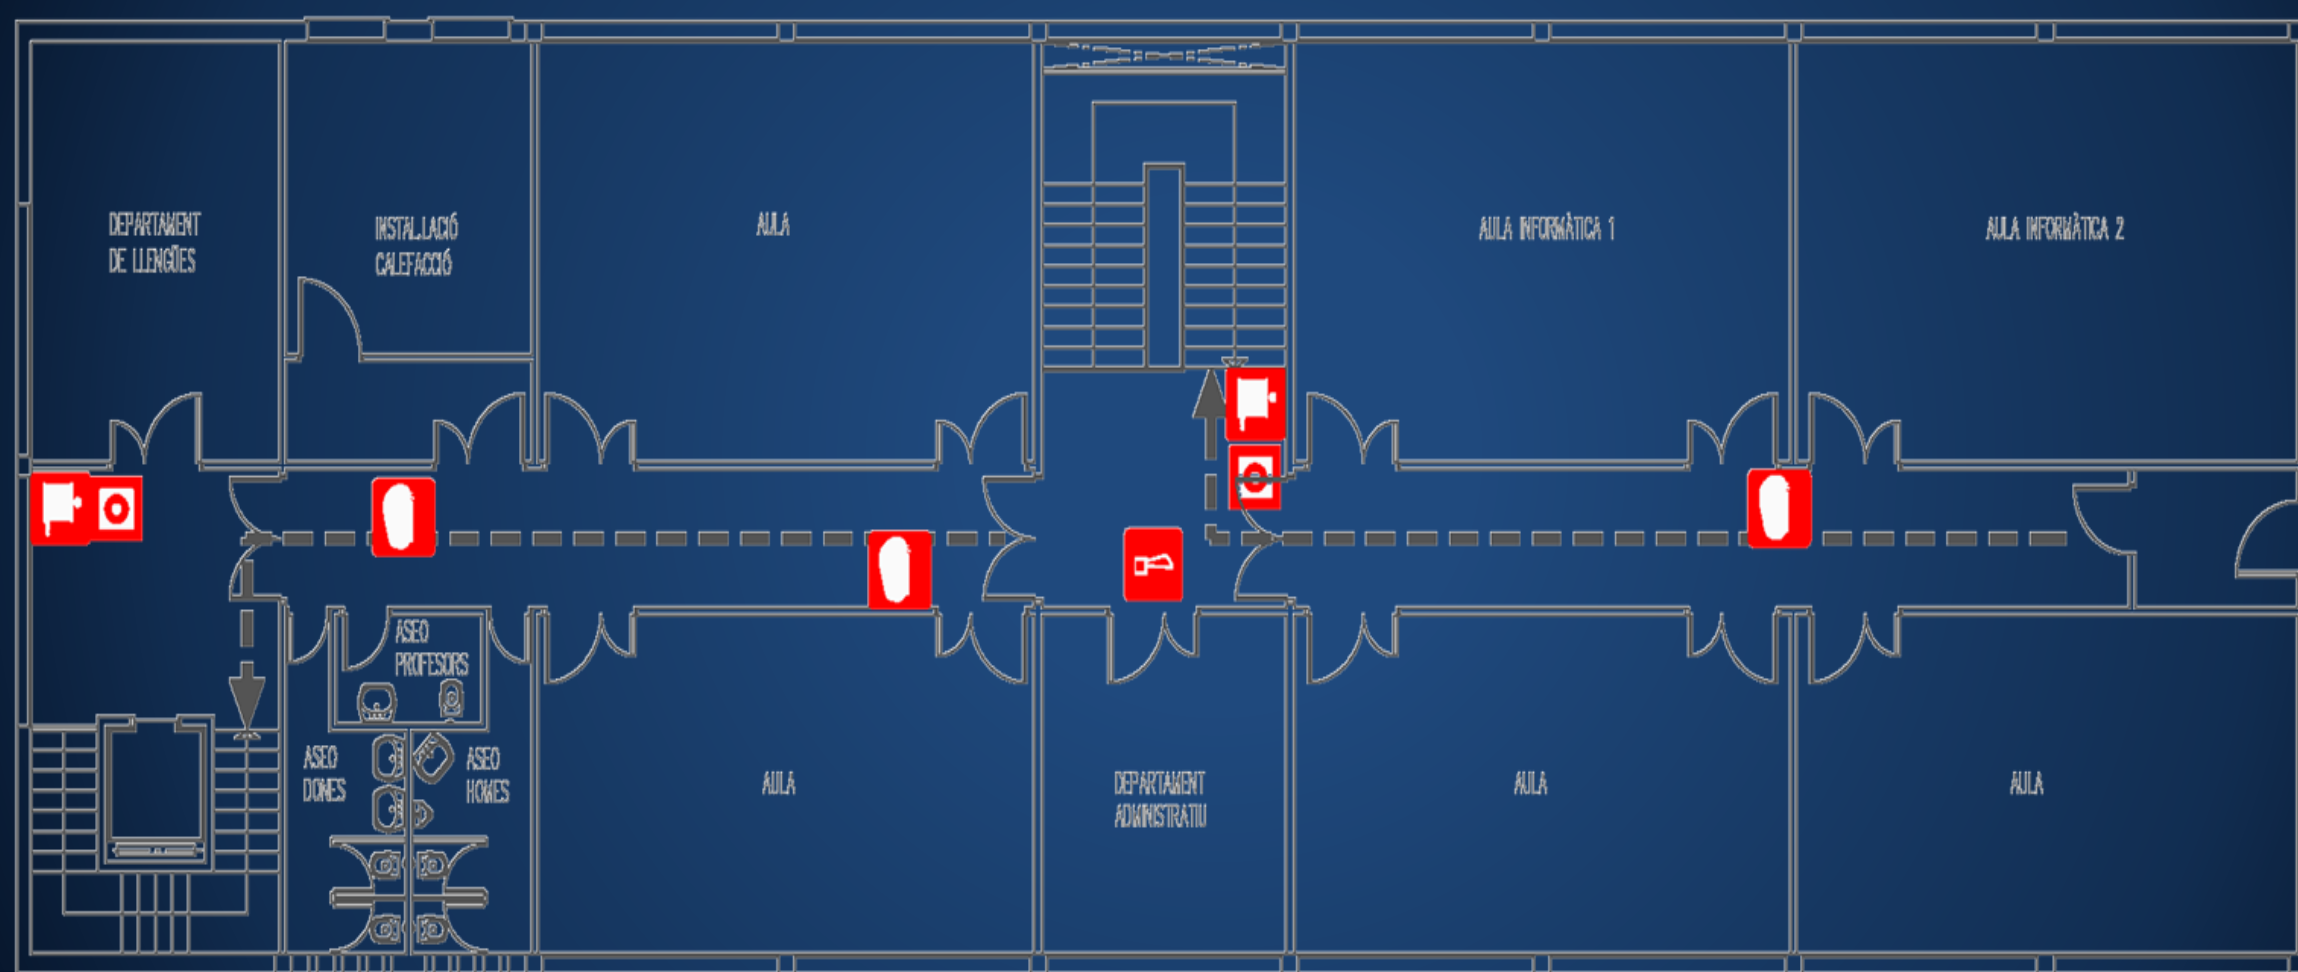 DEPARTAMENT
DE LLENGÜES
INSTAL.LACIÓ
CALEFACCIÓ
AULA
AULA INFORMÀTICA 1
AULA INFORMÀTICA 2
ASEO
PROFESORS
ASEO
DONES
ASEO
HOMES
AULA
DEPARTAMENT
ADMINISTRATIU
AULA
AULA